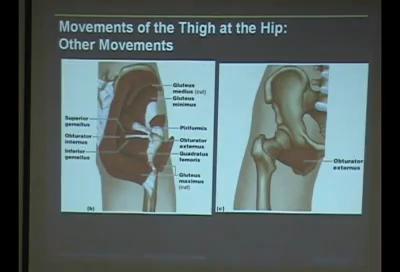 Movements of the Thigh at the Hip:
Other Movements
Gluteus
medius (cut)
Gluteus
minimus
Superior
gemellus
Obturator
internus
Inferior
gemellus
Piriformis
Obturator
externus
Quadratus
femoris
Gluteus
maximus
(cut)
(b)
Obturator
externus
(c)